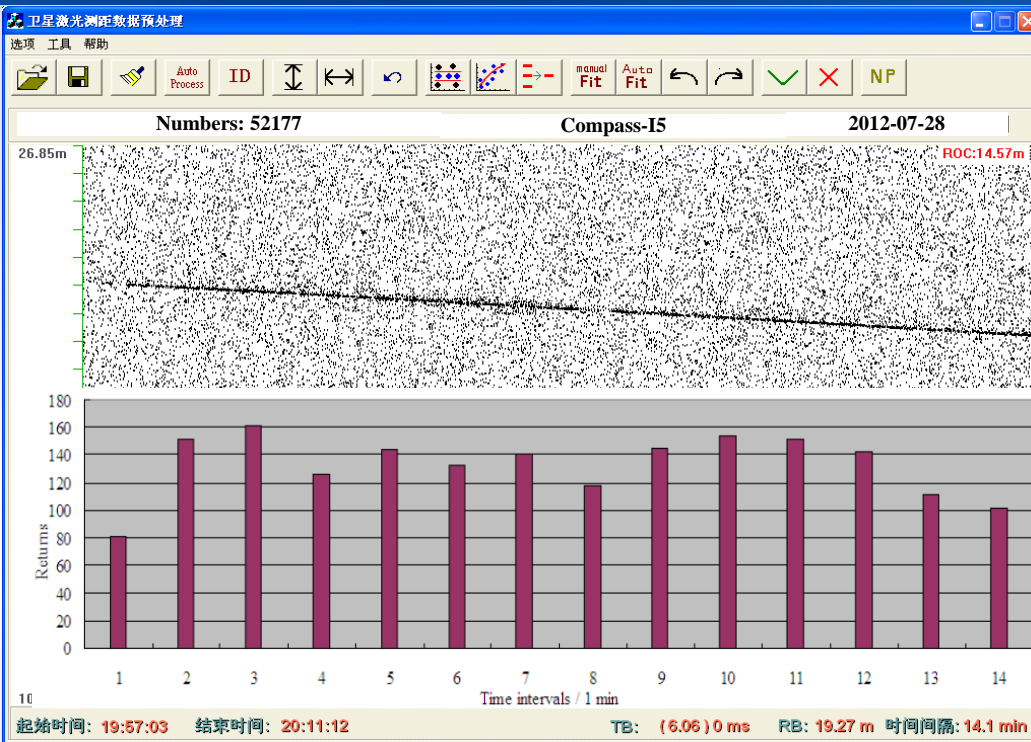 卫星激光测距数据预处理
选项 工具 帮助
Auto Process ID manual Fit Auto Fit NP
Numbers: 52177 Compass-I5 2012-07-28
26.85m ROC:14.57m
180
160
140
120
100
80
60
40
20
0
Returns
1 2 3 4 5 6 7 8 9 10 11 12 13 14
Time intervals / 1 min
起始时间: 19:57:03 结束时间: 20:11:12 TB: (6.06) 0 ms RB: 19.27 m 时间间隔: 14.1 min